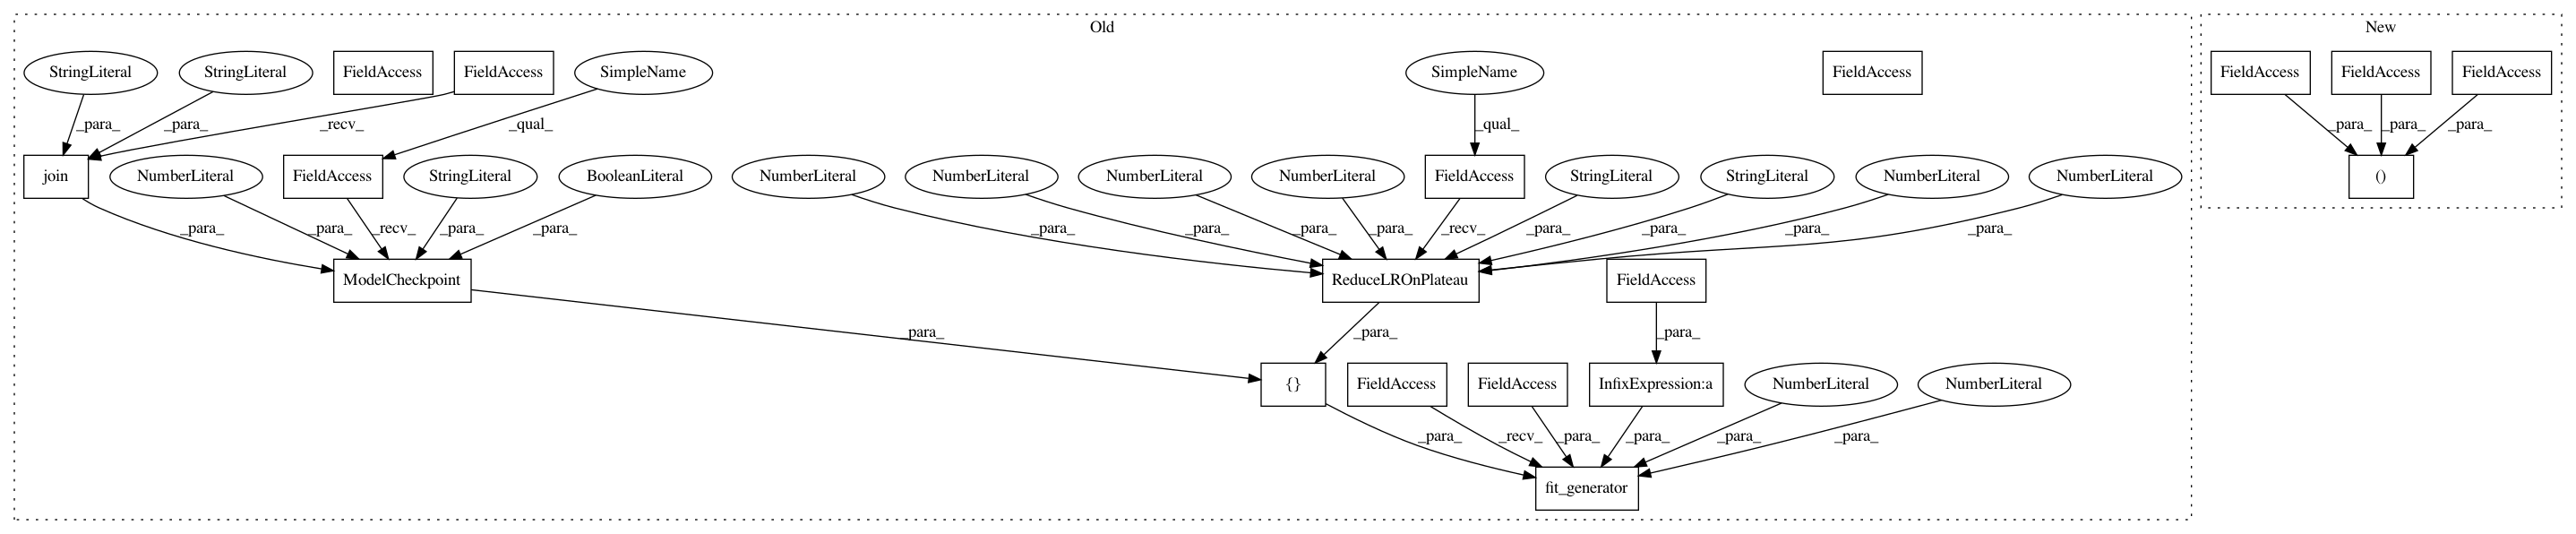 Old
New
StringLiteral
StringLiteral
FieldAccess
FieldAccess
SimpleName
SimpleName
FieldAccess
FieldAccess
FieldAccess
FieldAccess
_para_
_para_
_recv_
_qual_
_qual_
_para_
_para_
_para_
join
NumberLiteral
FieldAccess
StringLiteral
BooleanLiteral
NumberLiteral
NumberLiteral
NumberLiteral
NumberLiteral
FieldAccess
StringLiteral
StringLiteral
NumberLiteral
NumberLiteral
()
_para_
_para_
_recv_
_para_
_para_
_para_
_para_
_para_
_para_
_recv_
_para_
_para_
_para_
_para_
ModelCheckpoint
ReduceLROnPlateau
FieldAccess
_para_
_para_
_para_
{}
FieldAccess
FieldAccess
InfixExpression:a
NumberLiteral
NumberLiteral
_para_
_recv_
_para_
_para_
_para_
_para_
fit_generator